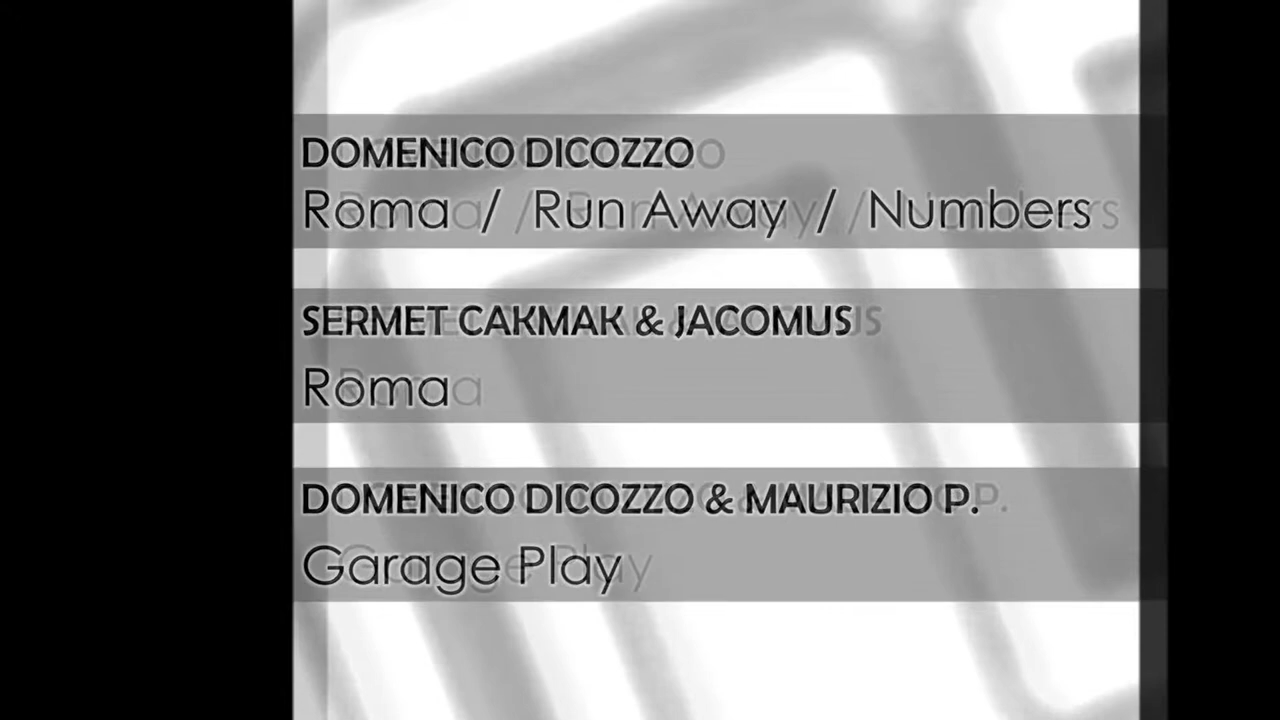 DOMENICO DICOZZO
Roma / Run Away / Numbers
SERMET CAKMAK & JACOMUS
Roma
DOMENICO DICOZZO & MAURIZIO P.
Garage Play